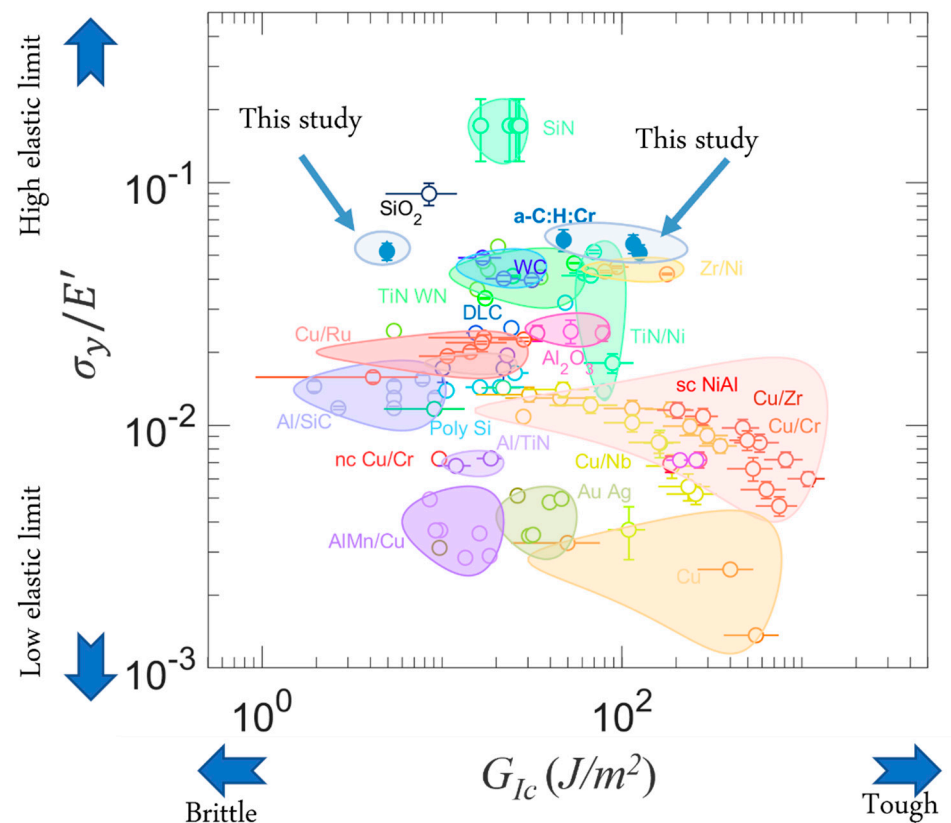 High elastic limit
Low elastic limit
σy/E′
10⁻¹
10⁻²
10⁻³
This study
This study
SiN
SiO₂
a-C:H:Cr
WC
Zr/Ni
TiN WN
DLC
Cu/Ru
TiN/Ni
Al₂O₃
sc NiAl
Cu/Zr
Al/SiC
Poly Si
Cu/Cr
Al/TiN
nc Cu/Cr
Cu/Nb
Au Ag
AlMn/Cu
Cu
10⁰
10²
G_Ic (J/m²)
Brittle
Tough